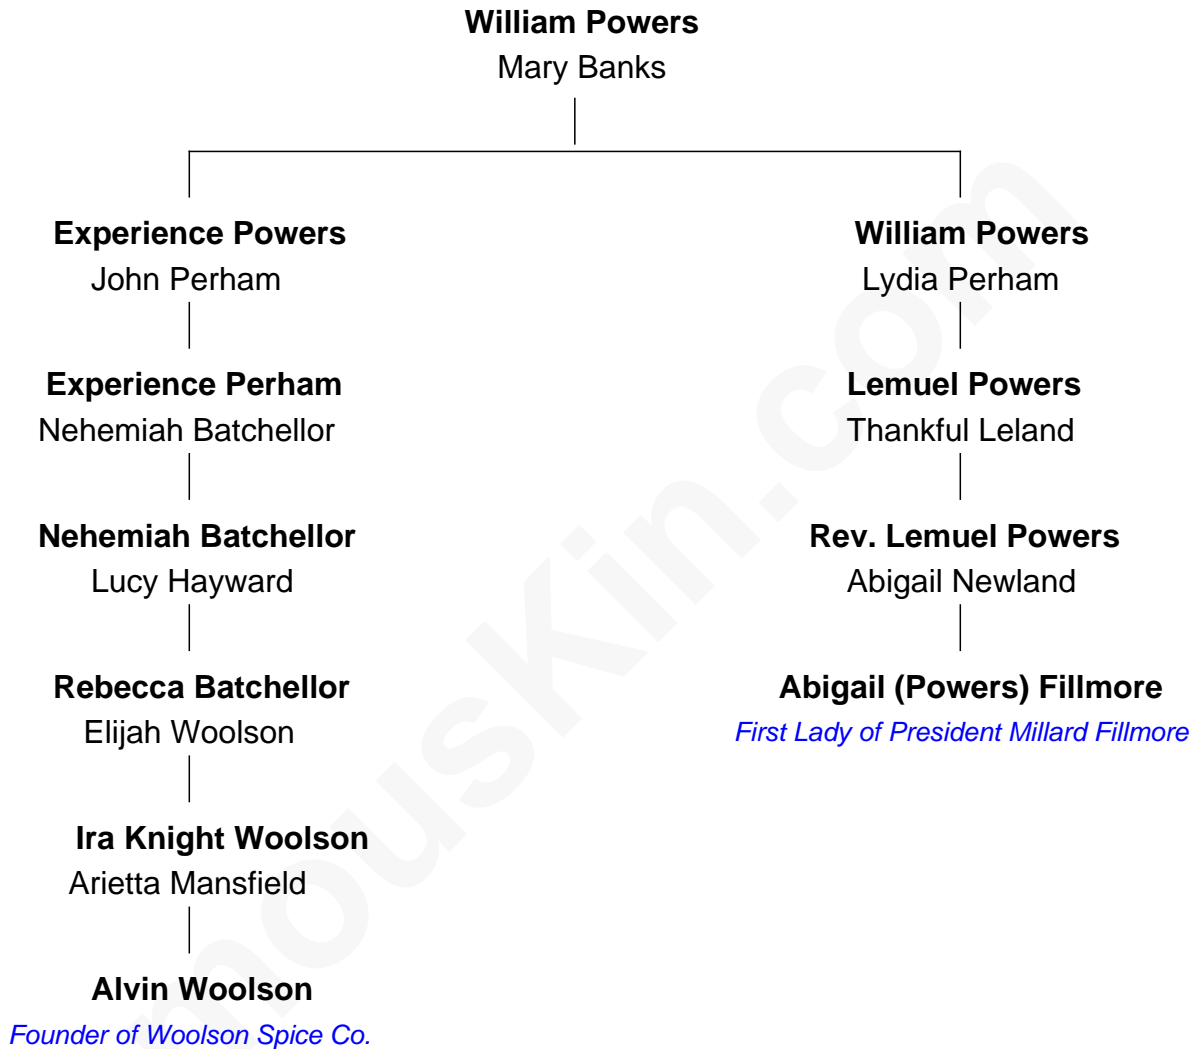 William Powers
Mary Banks
Experience Powers
John Perham
William Powers
Lydia Perham
Experience Perham
Nehemiah Batchellor
Lemuel Powers
Thankful Leland
Nehemiah Batchellor
Lucy Hayward
Rev. Lemuel Powers
Abigail Newland
Rebecca Batchellor
Elijah Woolson
Abigail (Powers) Fillmore
First Lady of President Millard Fillmore
Ira Knight Woolson
Arietta Mansfield
Alvin Woolson
Founder of Woolson Spice Co.
mousKin.com